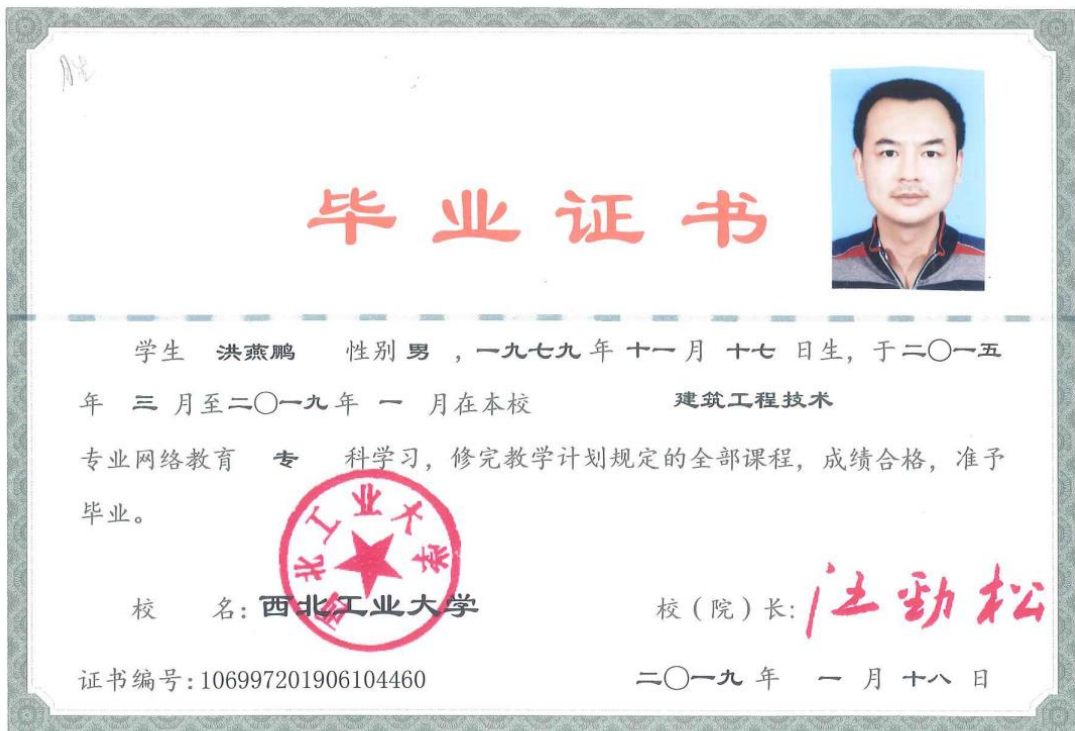 毕业证书
学生 洪燕鹏 性别 男 ，一九七九 年 十一 月 十七 日生，于二〇一五
年 三 月至二〇一九年 一 月在本校 建筑工程技术
专业网络教育 专 科学习，修完教学计划规定的全部课程，成绩合格，准予
毕业。
西北工业大学
校 名：西北工业大学 校（院）长：汪劲松
证书编号：106997201906104460 二〇一九 年 一 月 十八 日